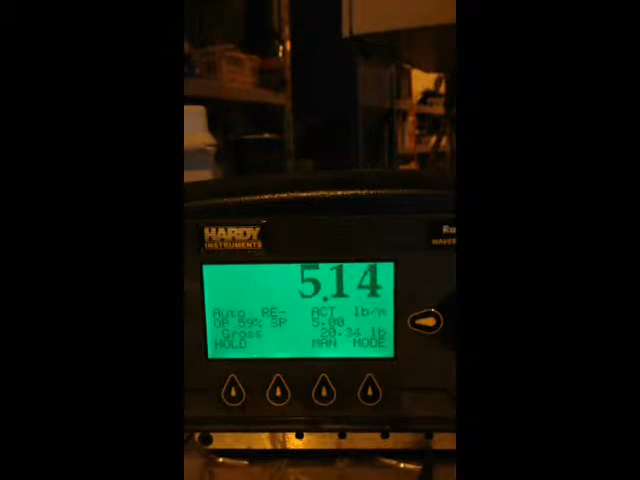 HARDY
INSTRUMENTS
5.14
Auto RE- ACT lb/m
OP 59% SP 5.00
Gross 20.34 lb
HOLD MAN MODE